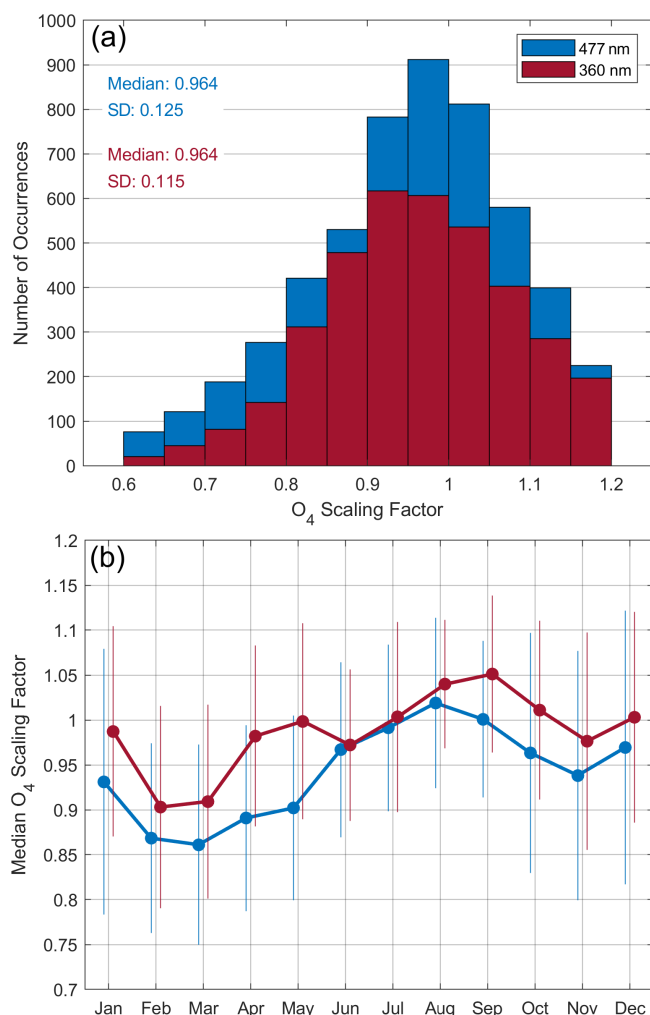 (a)
477 nm
360 nm
Median: 0.964
SD: 0.125
Median: 0.964
SD: 0.115
Number of Occurrences
1000
900
800
700
600
500
400
300
200
100
0
0.6 0.7 0.8 0.9 1 1.1 1.2
O4 Scaling Factor
(b)
Median O4 Scaling Factor
1.2
1.15
1.1
1.05
1
0.95
0.9
0.85
0.8
0.75
0.7
Jan Feb Mar Apr May Jun Jul Aug Sep Oct Nov Dec